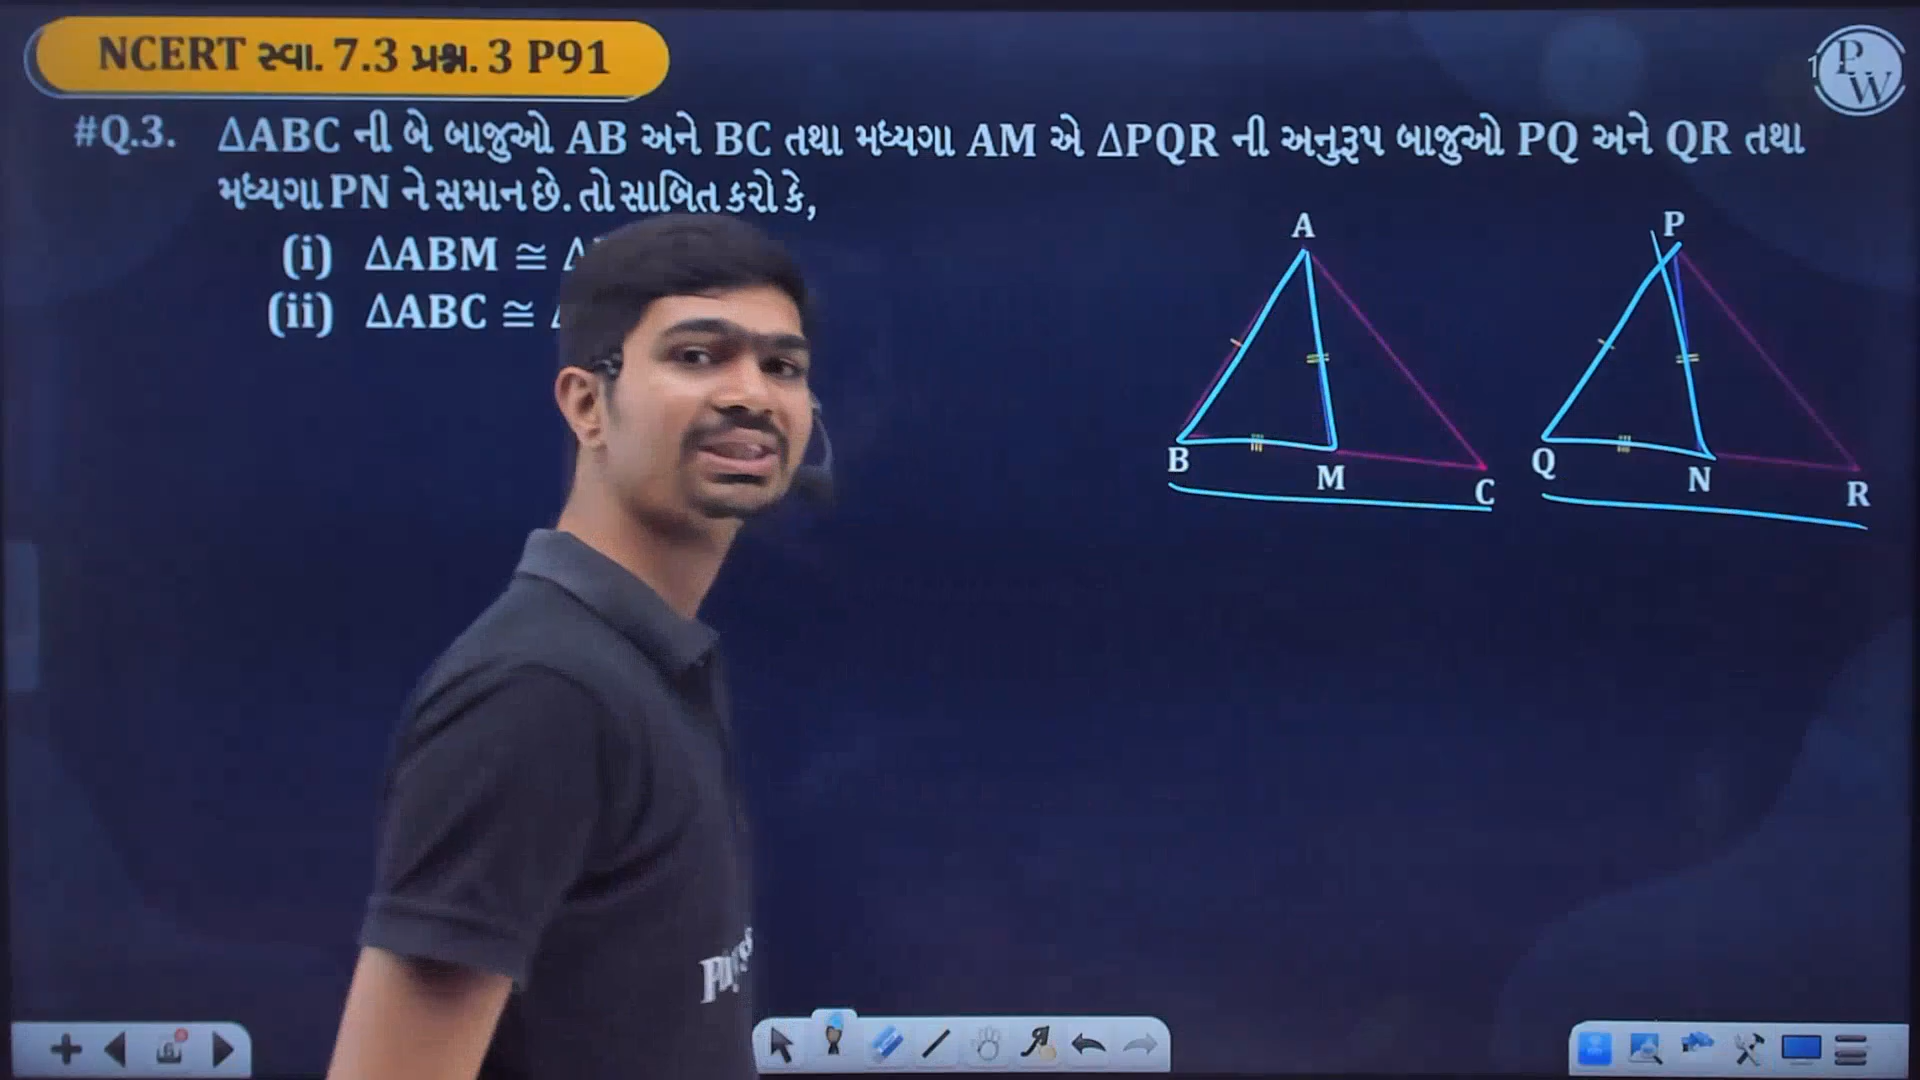 NCERT સ્વા. 7.3 પ્રશ્ન. 3 P91
PW
#Q.3. ΔABC ની બે બાજુઓ AB અને BC તથા મધ્યગા AM એ ΔPQR ની અનુરૂપ બાજુઓ PQ અને QR તથા
મધ્યગા PN ને સમાન છે. તો સાબિત કરો કે,
(i) ΔABM ≅ Δ
(ii) ΔABC ≅
A
P
B
M
C
Q
N
R